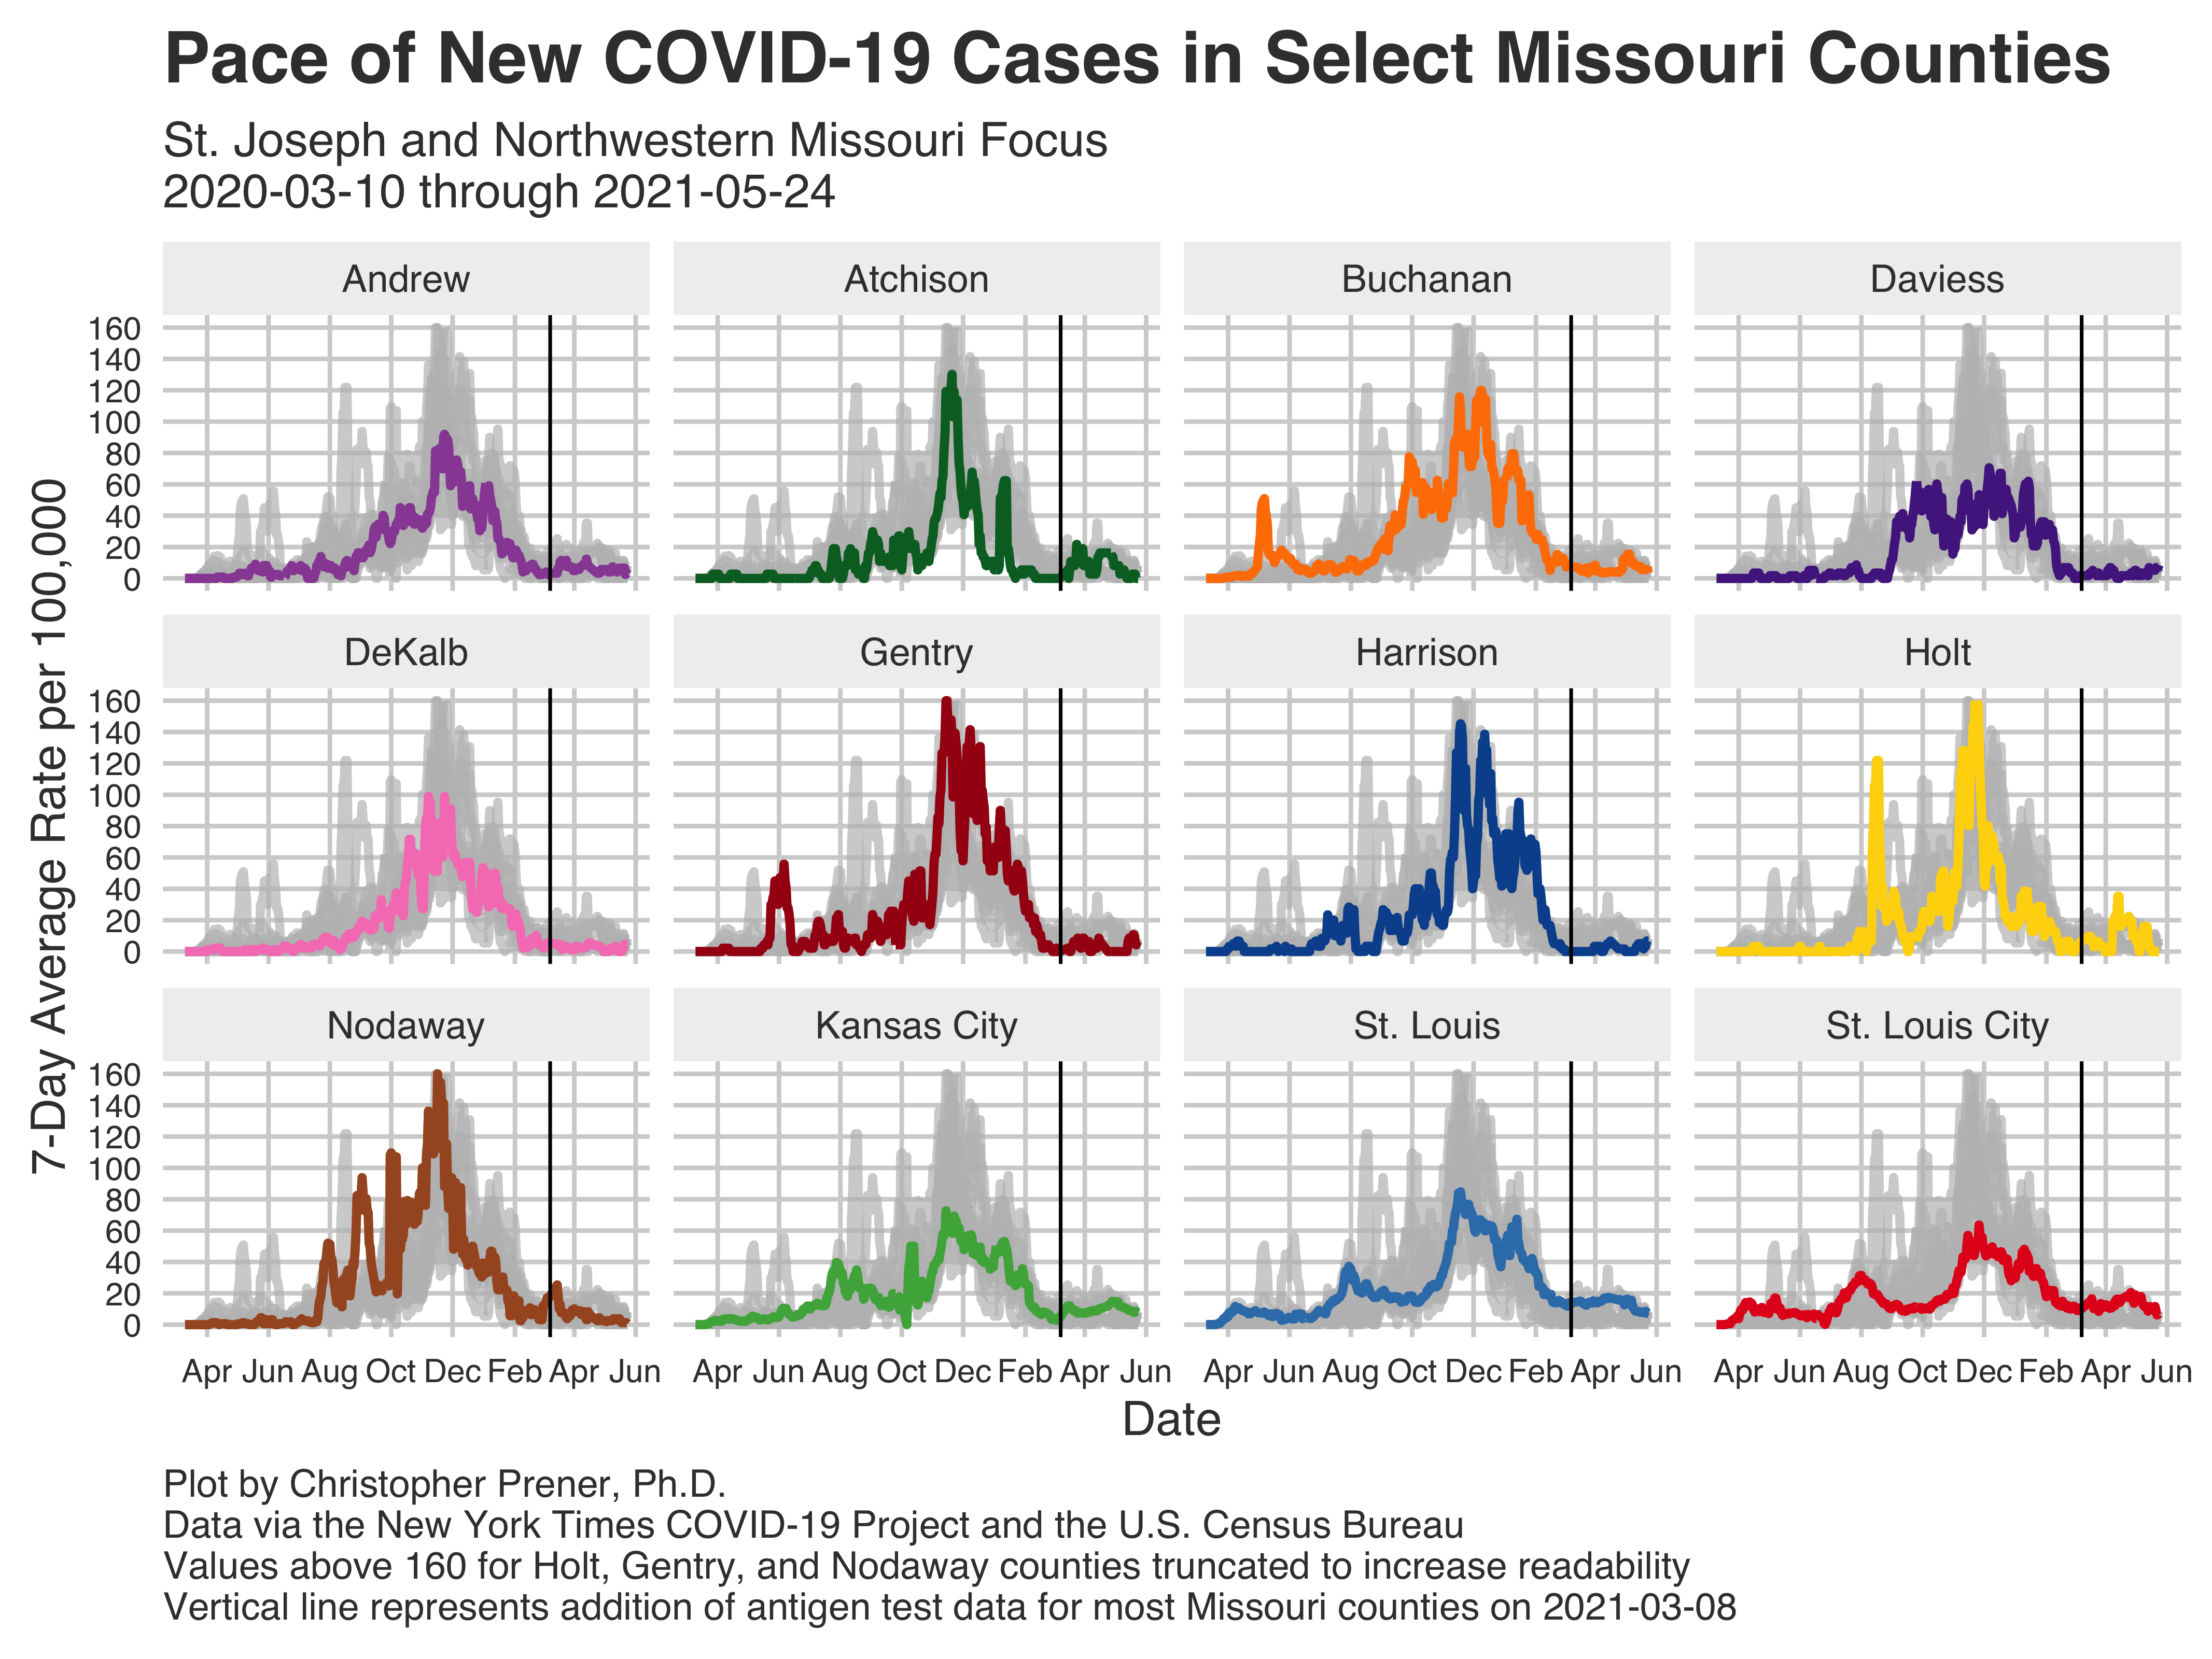 Pace of New COVID-19 Cases in Select Missouri Counties
St. Joseph and Northwestern Missouri Focus
2020-03-10 through 2021-05-24
Andrew Atchison Buchanan Daviess
160
140
120
100
80
60
40
20
0
DeKalb Gentry Harrison Holt
160
140
120
100
80
60
40
20
0
Nodaway Kansas City St. Louis St. Louis City
160
140
120
100
80
60
40
20
0
7-Day Average Rate per 100,000
Apr Jun Aug Oct Dec Feb Apr Jun Apr Jun Aug Oct Dec Feb Apr Jun Apr Jun Aug Oct Dec Feb Apr Jun Apr Jun Aug Oct Dec Feb Apr Jun
Date
Plot by Christopher Prener, Ph.D.
Data via the New York Times COVID-19 Project and the U.S. Census Bureau
Values above 160 for Holt, Gentry, and Nodaway counties truncated to increase readability
Vertical line represents addition of antigen test data for most Missouri counties on 2021-03-08